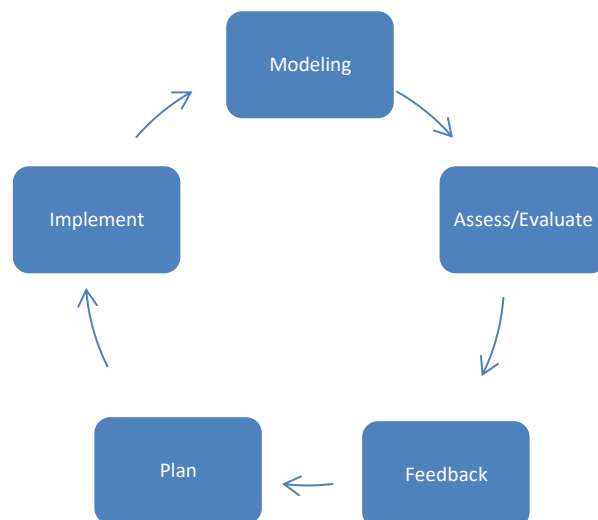 Modeling
Assess/Evaluate
Feedback
Plan
Implement